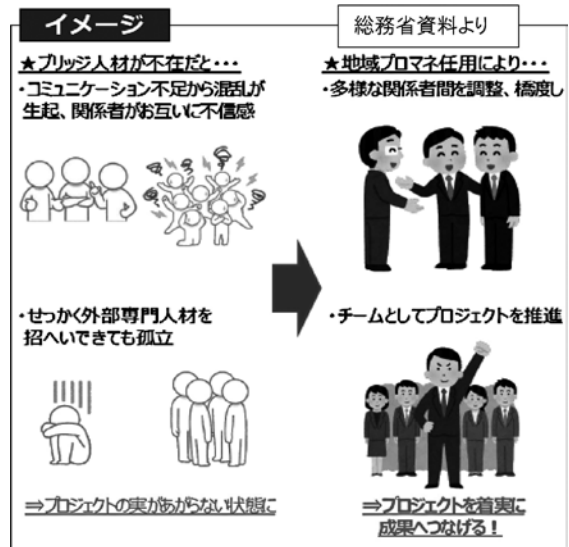 イメージ
総務省資料より
★ブリッジ人材が不在だと・・・
・コミュニケーション不足から混乱が
生起、関係者がお互いに不信感
・せっかく外部専門人材を
招へいできても孤立
⇒プロジェクトの実があがらない状態に
★地域プロマネ任用により・・・
・多様な関係者間を調整、橋渡し
・チームとしてプロジェクトを推進
⇒プロジェクトを着実に
成果へつなげる！